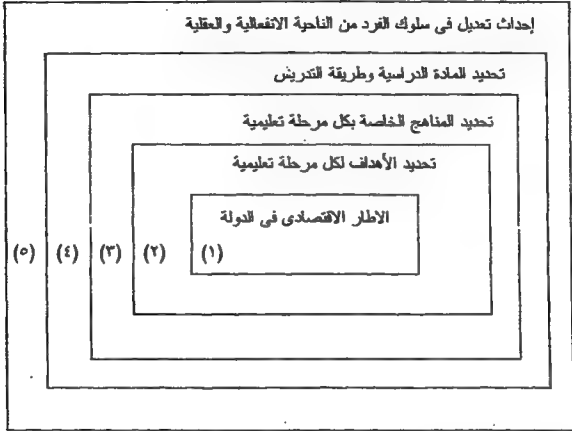 إحداث تعديل فى سلوك الفرد من الناحية الانفعالية والعقلية
تحديد المادة الدراسية وطريقة التدريس
تحديد المناهج الخاصة بكل مرحلة تعليمية
تحديد الأهداف لكل مرحلة تعليمية
الاطار الاقتصادى فى الدولة
(١) (٢) (٣) (٤) (٥)